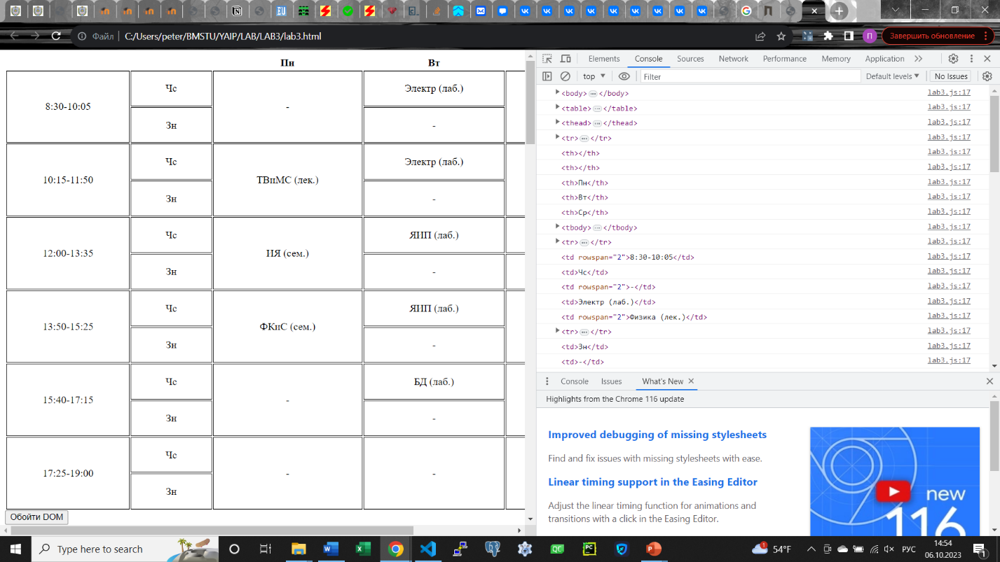 EU
Файл
C:/Users/peter/BMSTU/YAIP/LAB/LAB3/lab3.html
П
Завершить обновление
Пн Вт
8:30-10:05 Чс - Электр (лаб.)
Зн -
10:15-11:50 Чс ТВиМС (лек.) Электр (лаб.)
Зн -
12:00-13:35 Чс ИЯ (сем.) ЯИП (лаб.)
Зн -
13:50-15:25 Чс ФКиС (сем.) ЯИП (лаб.)
Зн -
15:40-17:15 Чс - БД (лаб.)
Зн -
17:25-19:00 Чс - -
Зн
Обойти DOM
Elements Console Sources Network Performance Memory Application
top Filter Default levels No Issues
<body>…</body> lab3.js:17
<table>…</table> lab3.js:17
<thead>…</thead> lab3.js:17
<tr>…</tr> lab3.js:17
<th></th> lab3.js:17
<th></th> lab3.js:17
<th>Пн</th> lab3.js:17
<th>Вт</th> lab3.js:17
<th>Ср</th> lab3.js:17
<tbody>…</tbody> lab3.js:17
<tr>…</tr> lab3.js:17
<td rowspan="2">8:30-10:05</td> lab3.js:17
<td>Чс</td> lab3.js:17
<td rowspan="2">-</td> lab3.js:17
<td>Электр (лаб.)</td> lab3.js:17
<td rowspan="2">Физика (лек.)</td> lab3.js:17
<tr>…</tr> lab3.js:17
<td>Зн</td> lab3.js:17
<td>-</td> lab3.js:17
Console Issues What's New
Highlights from the Chrome 116 update
Improved debugging of missing stylesheets
Find and fix issues with missing stylesheets with ease.
Linear timing support in the Easing Editor
Adjust the linear timing function for animations and
transitions with a click in the Easing Editor.
new
116
Type here to search
QC
PC
1
54°F
РУС
14:54
06.10.2023
1